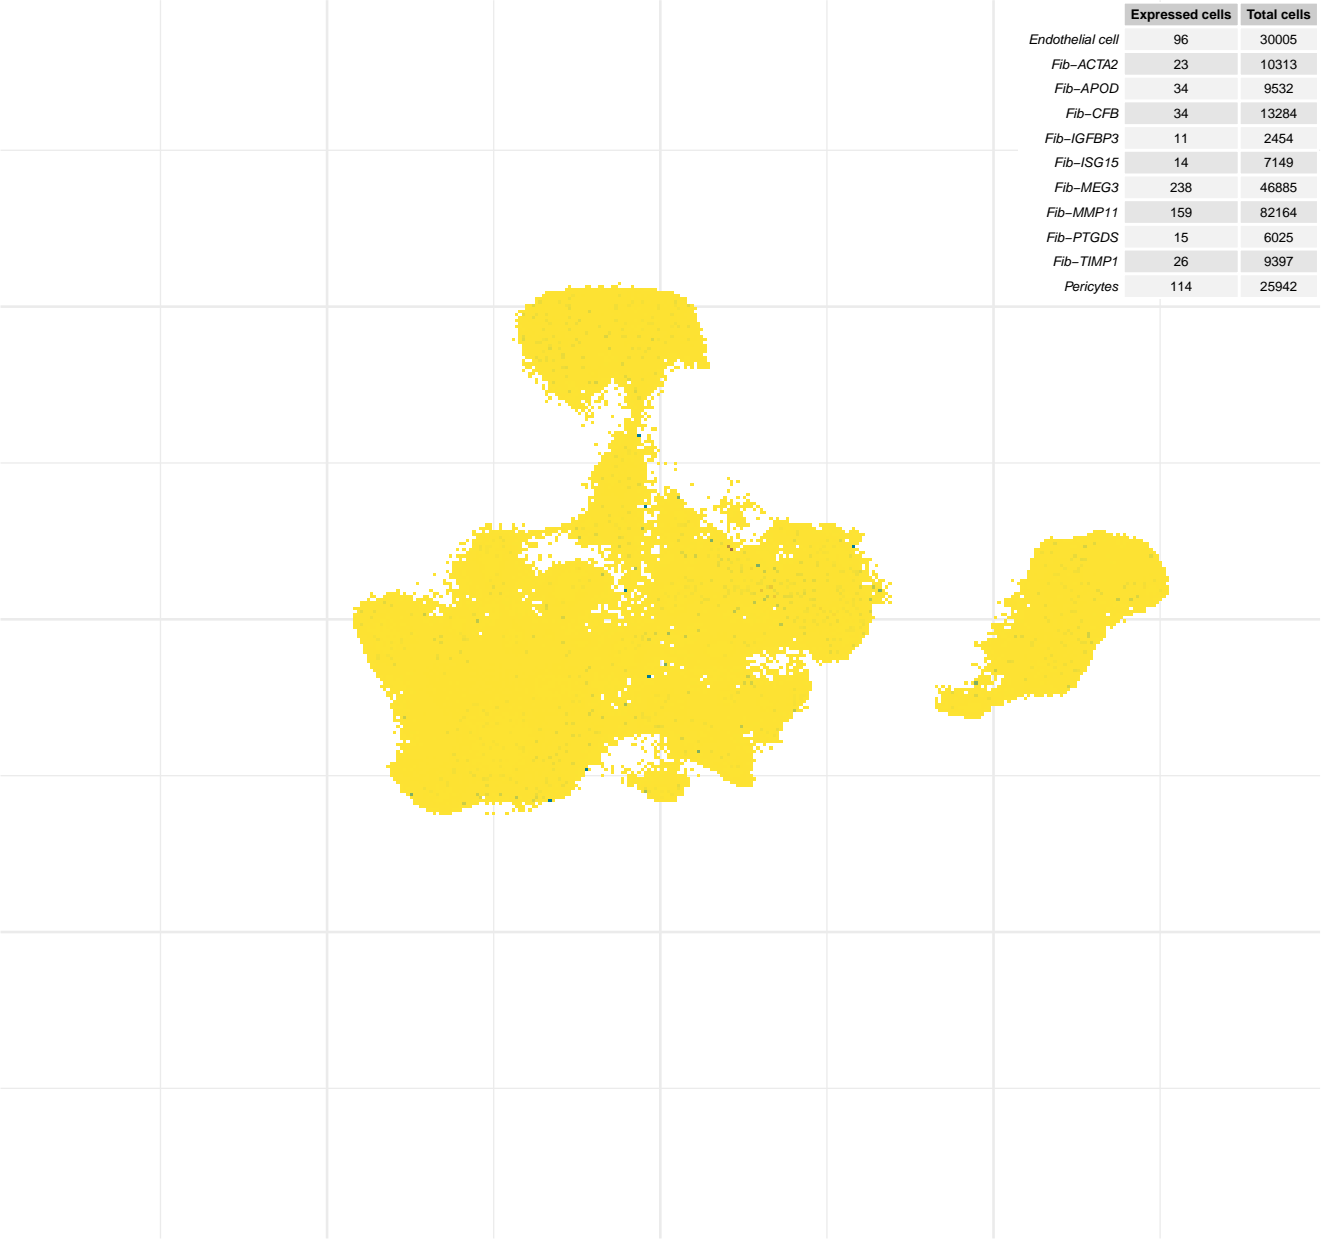 Expressed cells Total cells
Endothelial cell 96 30005
Fib−ACTA2 23 10313
Fib−APOD 34 9532
Fib−CFB 34 13284
Fib−IGFBP3 11 2454
Fib−ISG15 14 7149
Fib−MEG3 238 46885
Fib−MMP11 159 82164
Fib−PTGDS 15 6025
Fib−TIMP1 26 9397
Pericytes 114 25942